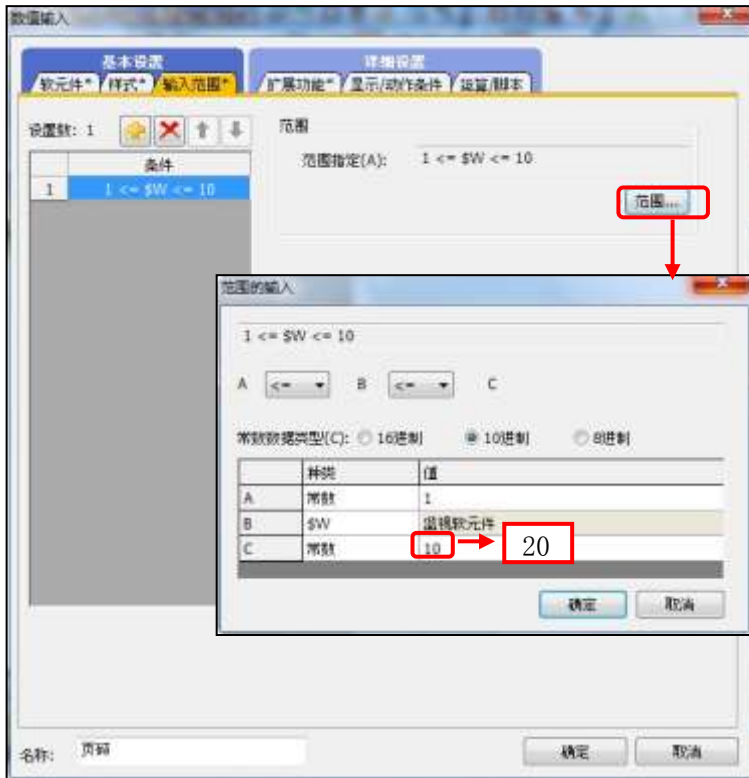 数值输入
基本设置 详细设置
软元件* 样式* 输入范围* 扩展功能* 显示/动作条件 运算/脚本
设置数: 1
条件
1 1 <= $W <= 10
范围
范围指定(A): 1 <= $W <= 10
范围...
范围的输入
1 <= $W <= 10
A <= B <= C
常数数据类型(C): 16进制 10进制 8进制
种类 值
A 常数 1
B $W 监视软元件
C 常数 10 20
确定 取消
名称: 页码
确定 取消